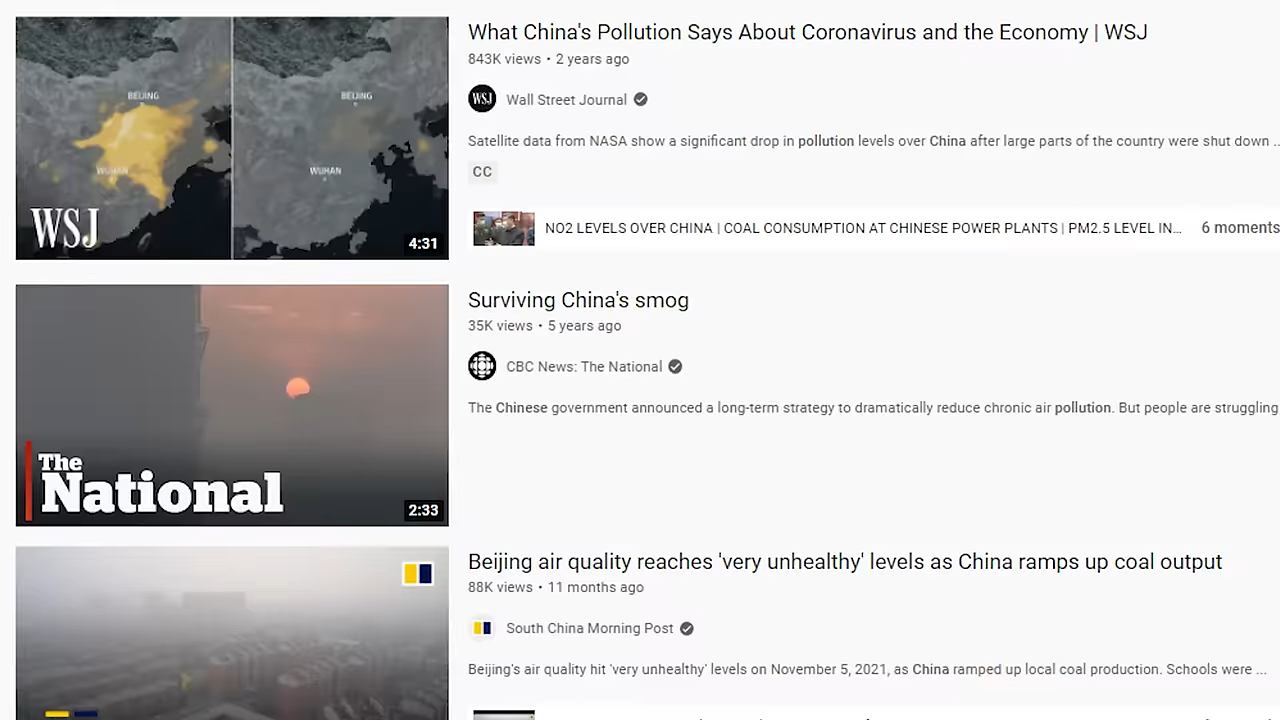 What China's Pollution Says About Coronavirus and the Economy | WSJ
843K views • 2 years ago
WSJ Wall Street Journal
Satellite data from NASA show a significant drop in pollution levels over China after large parts of the country were shut down ...
CC
NO2 LEVELS OVER CHINA | COAL CONSUMPTION AT CHINESE POWER PLANTS | PM2.5 LEVEL IN... 6 moments
BEIJING
BEIJING
WUHAN
WUHAN
WSJ
4:31
Surviving China's smog
35K views • 5 years ago
CBC News: The National
The Chinese government announced a long-term strategy to dramatically reduce chronic air pollution. But people are struggling
The
National
2:33
Beijing air quality reaches 'very unhealthy' levels as China ramps up coal output
88K views • 11 months ago
South China Morning Post
Beijing's air quality hit 'very unhealthy' levels on November 5, 2021, as China ramped up local coal production. Schools were ...